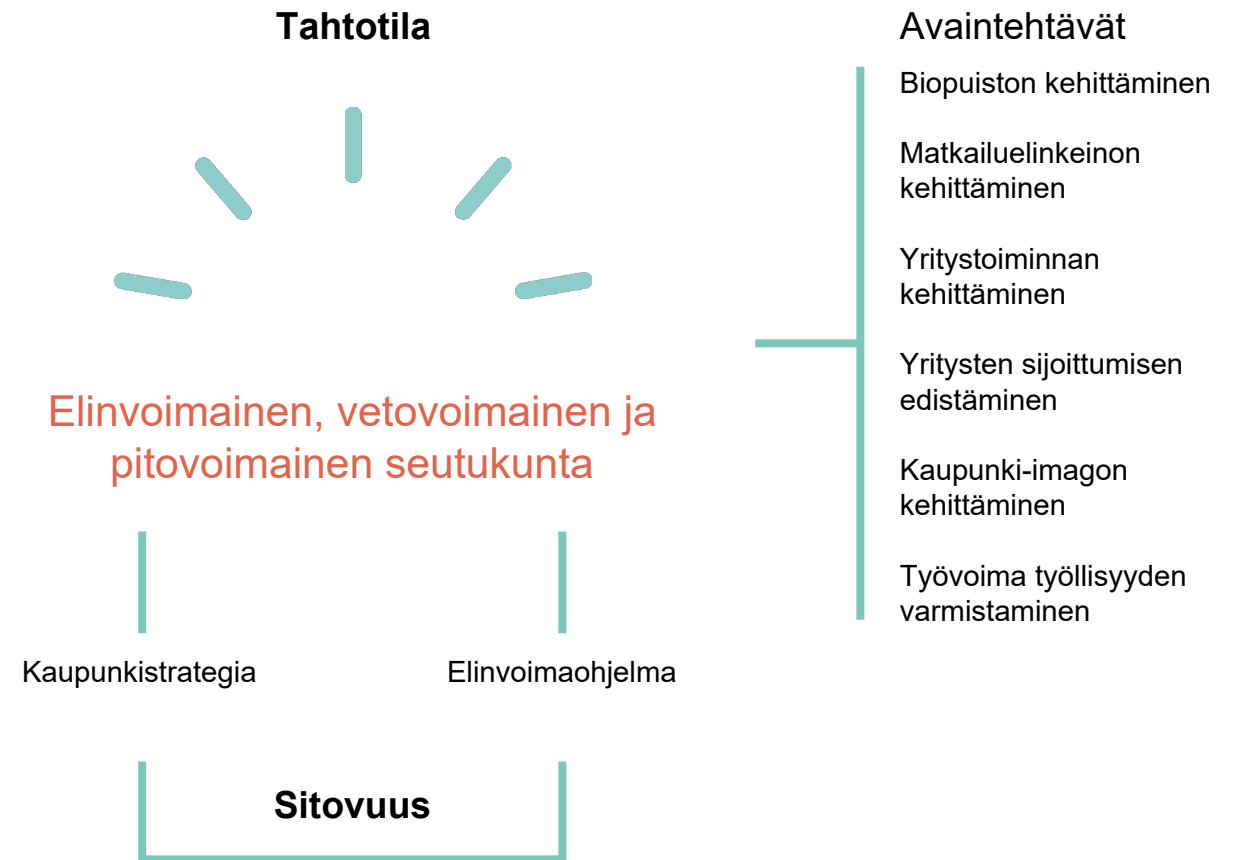 Tahtotila
Elinvoimainen, vetovoimainen ja
pitovoimainen seutukunta
Kaupunkistrategia
Elinvoimaohjelma
Sitovuus
Avaintehtävät
Biopuiston kehittäminen
Matkailuelinkeinon
kehittäminen
Yritystoiminnan
kehittäminen
Yritysten sijoittumisen
edistäminen
Kaupunki-imagon
kehittäminen
Työvoima työllisyyden
varmistaminen